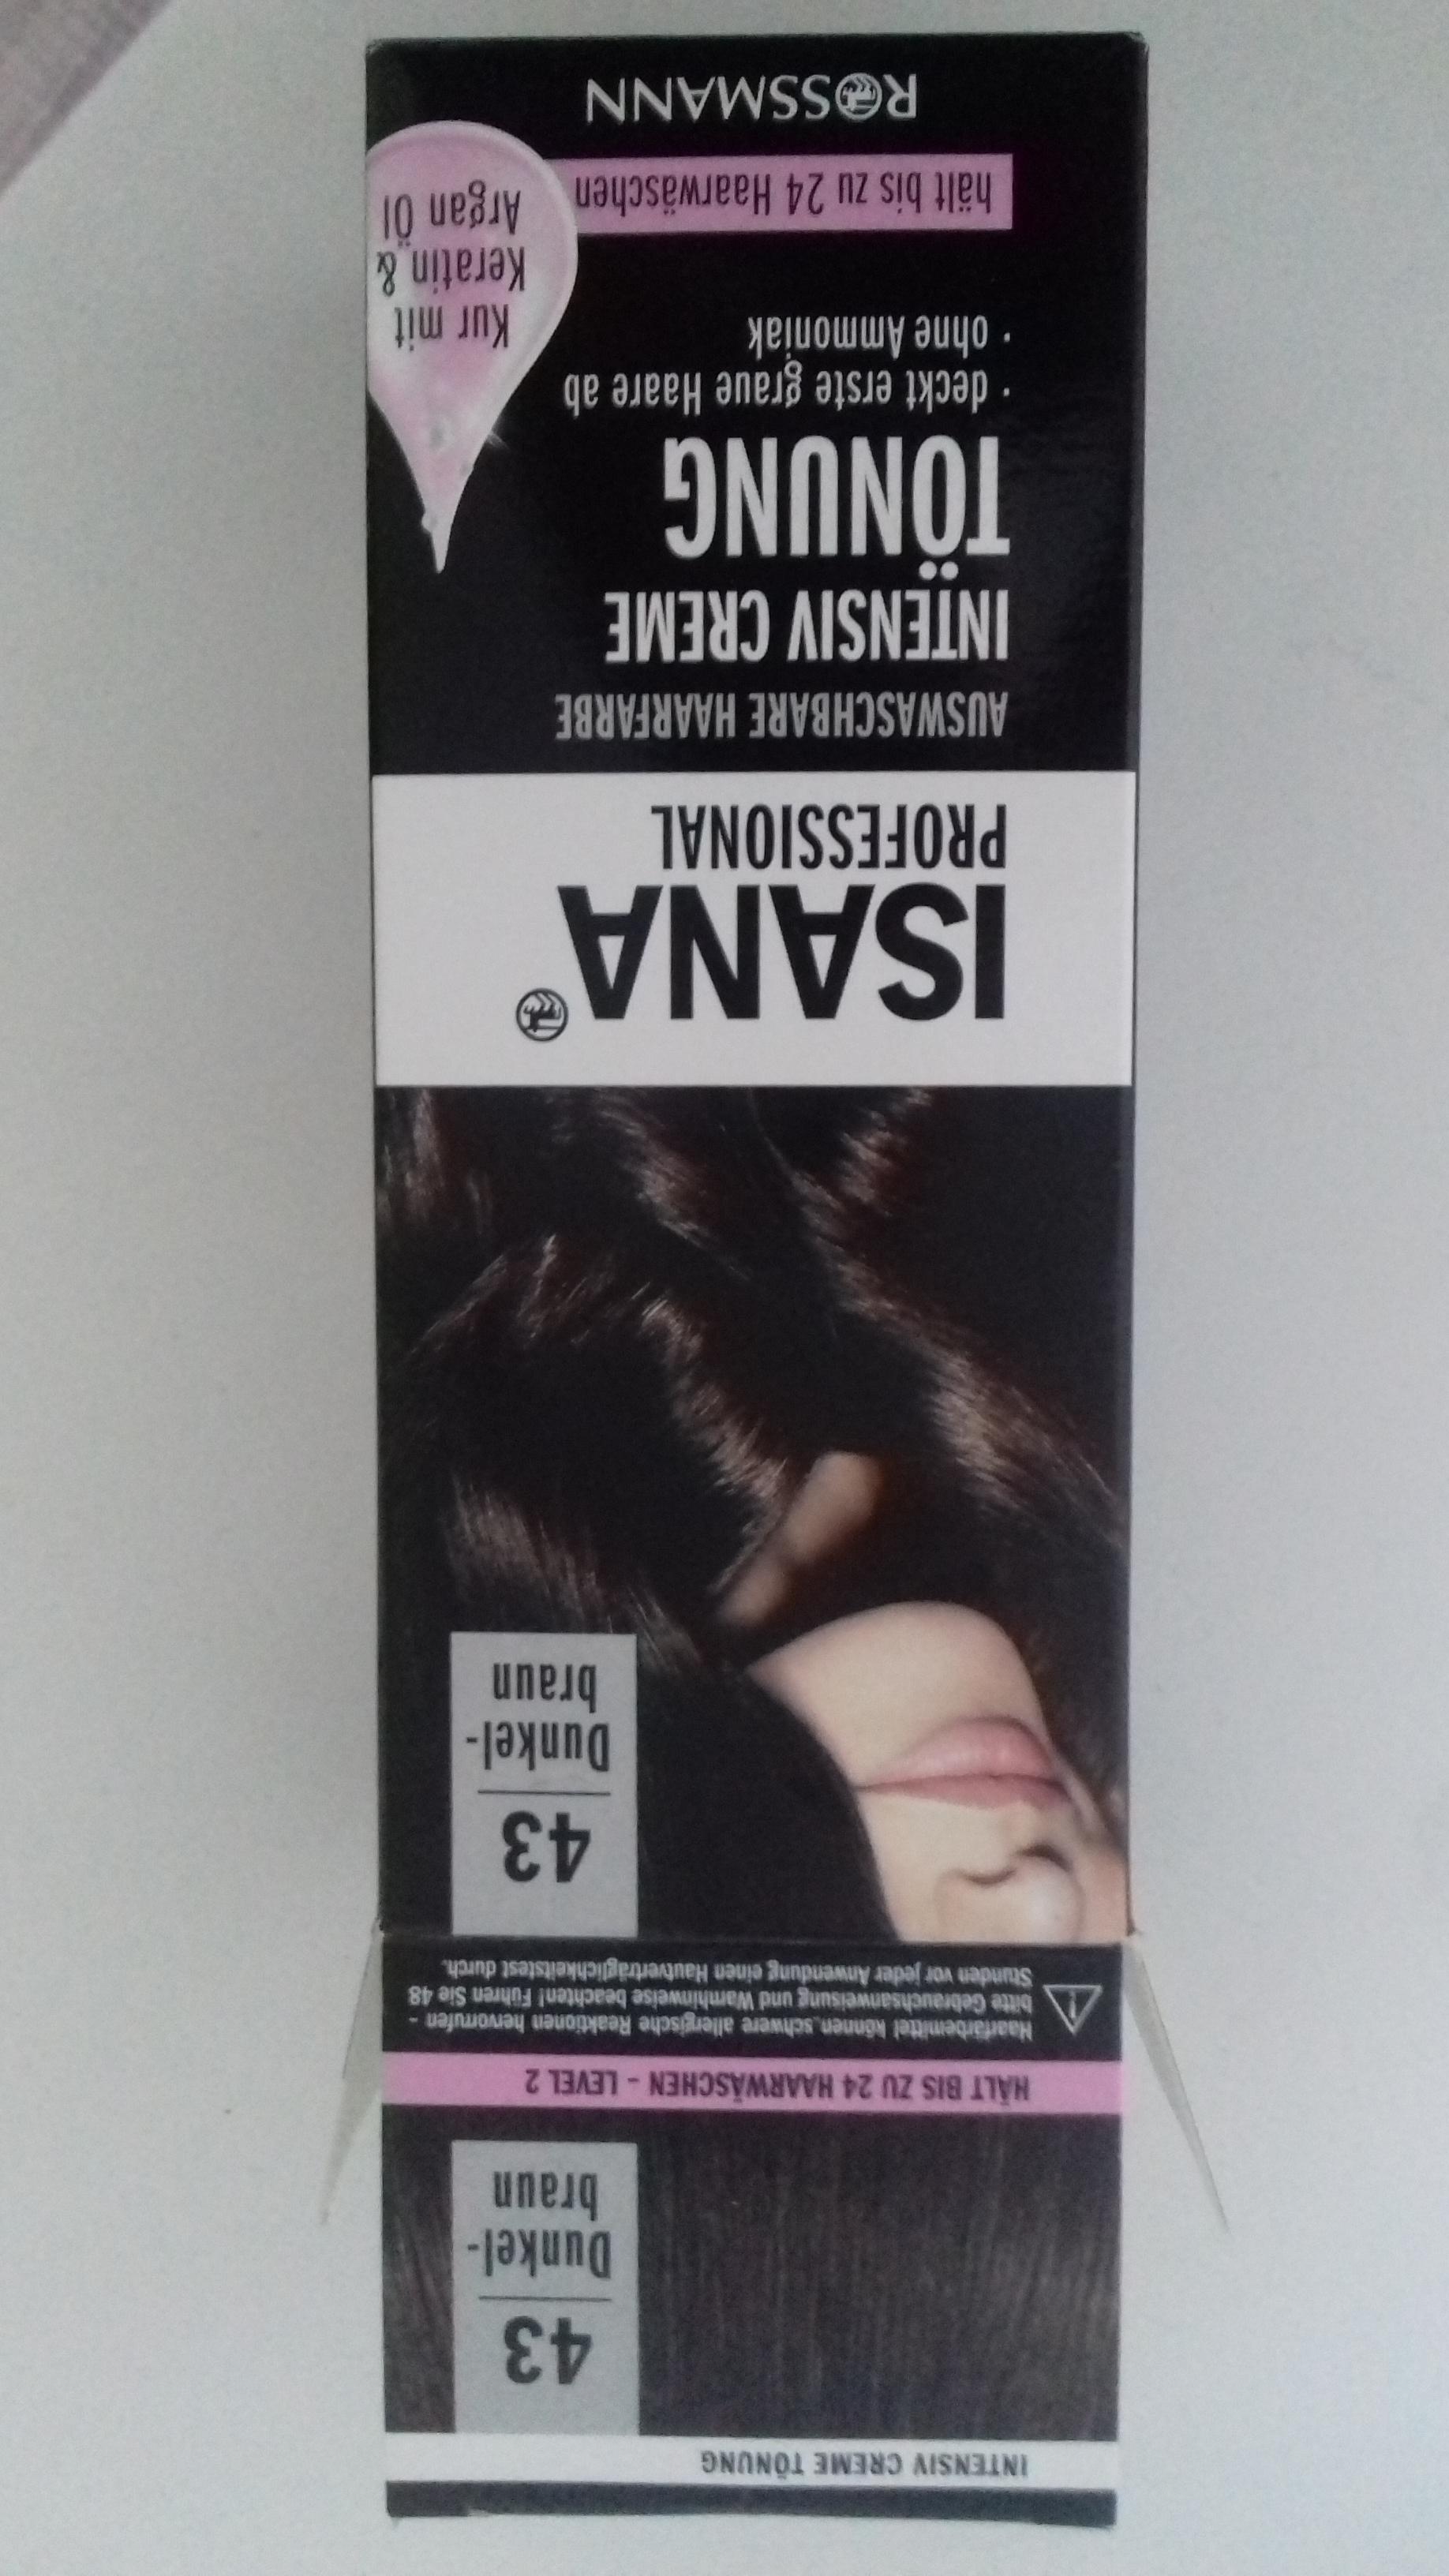 INTENSIV CREME TÖNUNG
43
Dunkel-
braun
HÄLT BIS ZU 24 HAARWÄSCHEN – LEVEL 2
Haarfärbemittel können schwere allergische Reaktionen hervorrufen –
bitte Gebrauchsanweisung und Warnhinweise beachten! Führen Sie 48
Stunden vor jeder Anwendung einen Hautverträglichkeitstest durch.
43
Dunkel-
braun
ISANA
PROFESSIONAL
AUSWASCHBARE HAARFARBE
INTENSIV CREME
TÖNUNG
· deckt erste graue Haare ab
· ohne Ammoniak
Kur mit
Keratin &
Argan Öl
hält bis zu 24 Haarwäschen
ROSSMANN